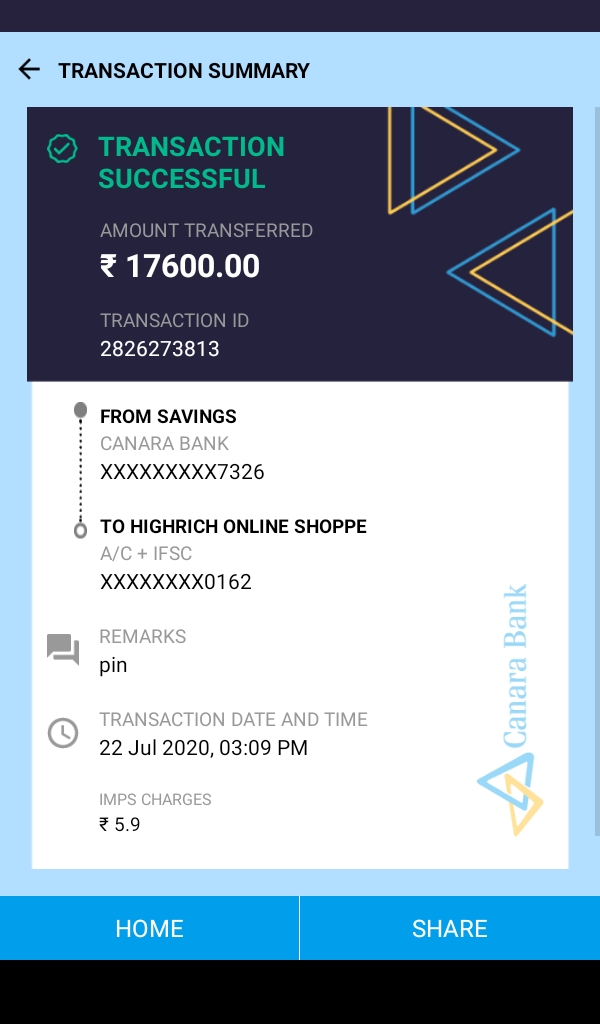 TRANSACTION SUMMARY
TRANSACTION
SUCCESSFUL
AMOUNT TRANSFERRED
₹ 17600.00
TRANSACTION ID
2826273813
FROM SAVINGS
CANARA BANK
XXXXXXXXX7326
TO HIGHRICH ONLINE SHOPPE
A/C + IFSC
XXXXXXXX0162
REMARKS
pin
TRANSACTION DATE AND TIME
22 Jul 2020, 03:09 PM
IMPS CHARGES
₹ 5.9
Canara Bank
HOME
SHARE